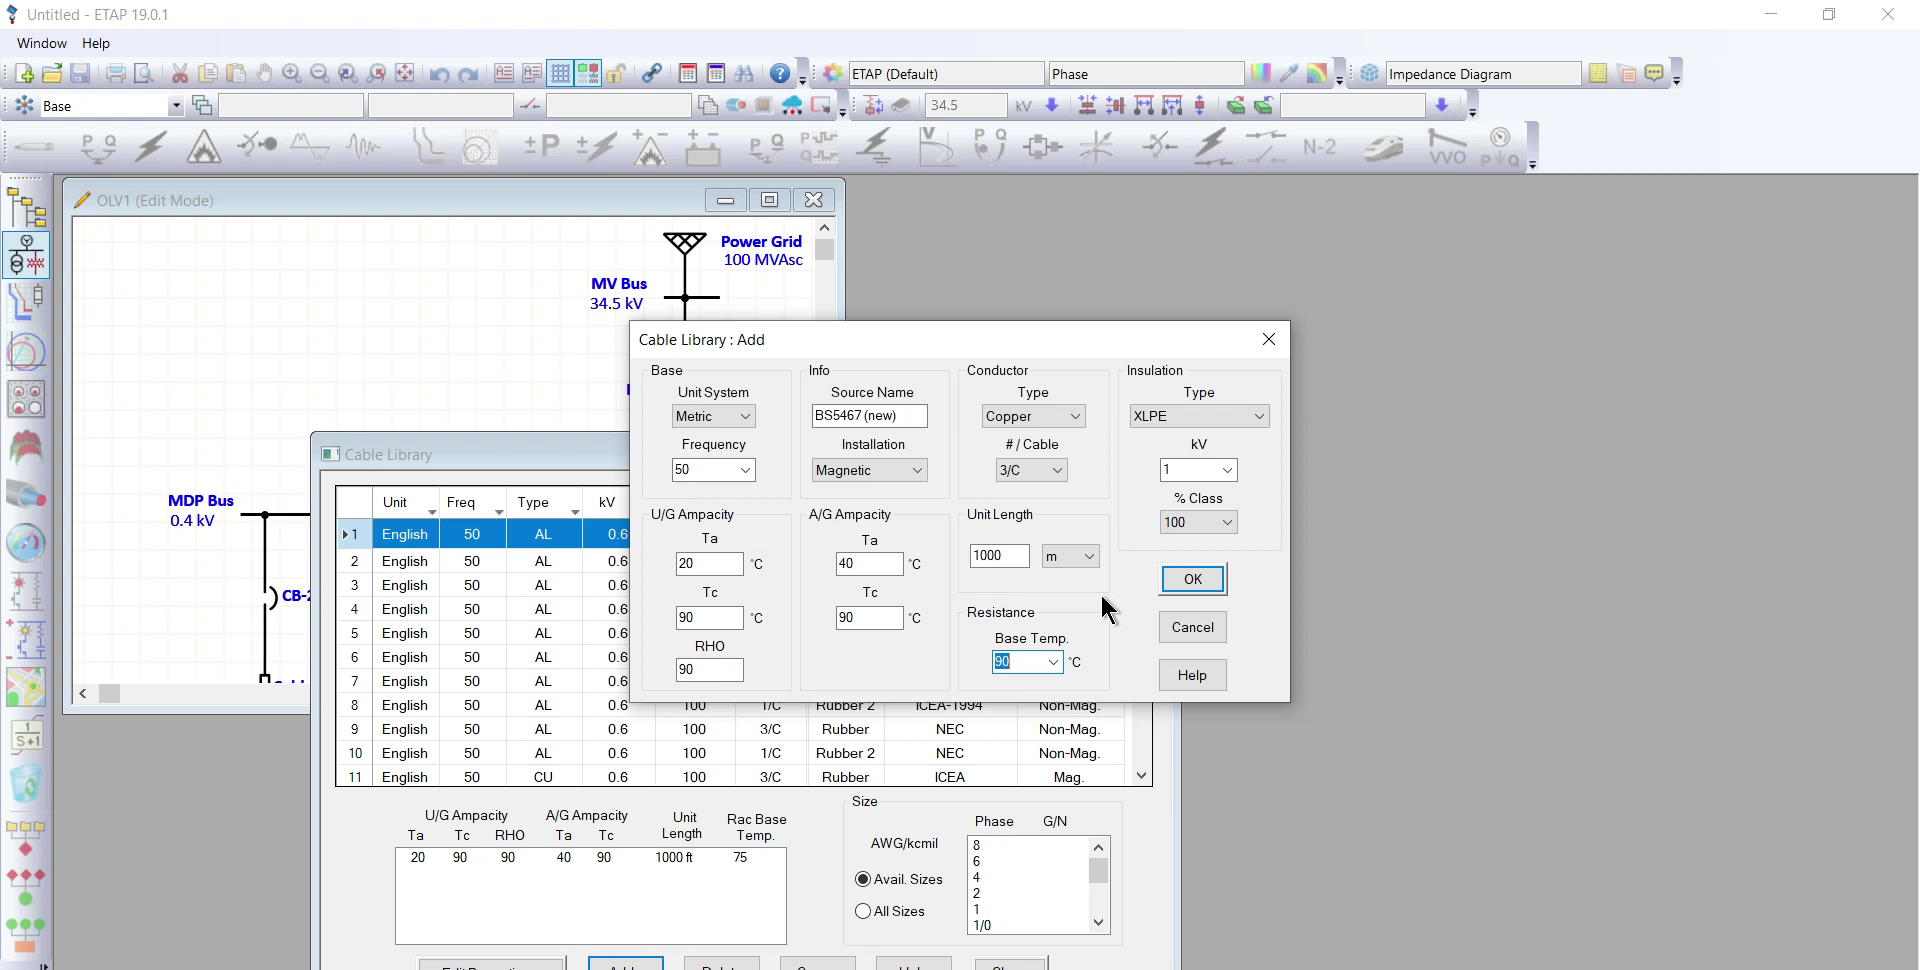 Untitled - ETAP 19.0.1
Window Help
ETAP (Default) Phase Impedance Diagram
Base 34.5 kV
N-2 VVO
OLV1 (Edit Mode)
Power Grid
100 MVAsc
MV Bus
34.5 kV
MDP Bus
0.4 kV
Cable Library : Add
Base Info Conductor Insulation
Unit System Source Name Type Type
Metric BS5467 (new) Copper XLPE
Frequency Installation # / Cable kV
50 Magnetic 3/C 1
% Class
100
U/G Ampacity A/G Ampacity Unit Length
Ta Ta
20 °C 40 °C 1000 m
Tc Tc
90 °C 90 °C
RHO
90
Resistance
Base Temp.
90 °C
OK
Cancel
Help
Cable Library
Unit Freq Type kV
1 English 50 AL 0.6
2 English 50 AL 0.6
3 English 50 AL 0.6
4 English 50 AL 0.6
5 English 50 AL 0.6
6 English 50 AL 0.6
7 English 50 AL 0.6
8 English 50 AL 0.6 100 1/C Rubber 2 ICEA-1994 Non-Mag.
9 English 50 AL 0.6 100 3/C Rubber NEC Non-Mag.
10 English 50 AL 0.6 100 1/C Rubber 2 NEC Non-Mag.
11 English 50 CU 0.6 100 3/C Rubber ICEA Mag.
U/G Ampacity A/G Ampacity Unit Length Rac Base Temp.
Ta Tc RHO Ta Tc
20 90 90 40 90 1000 ft 75
Size
Phase G/N
AWG/kcmil
Avail. Sizes
All Sizes
8
6
4
2
1
1/0